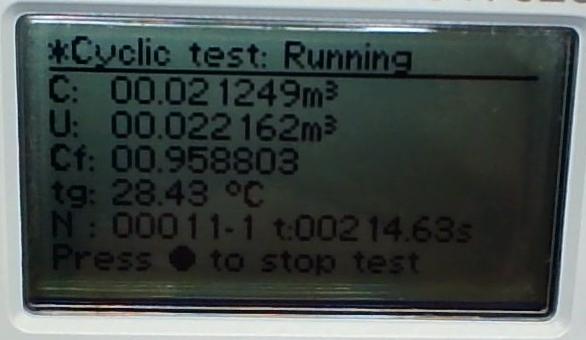 *Cyclic test: Running
C: 00.021249m³
U: 00.022162m³
Cf: 00.958803
tg: 28.43 °C
N : 00011-1 t:00214.63s
Press ● to stop test